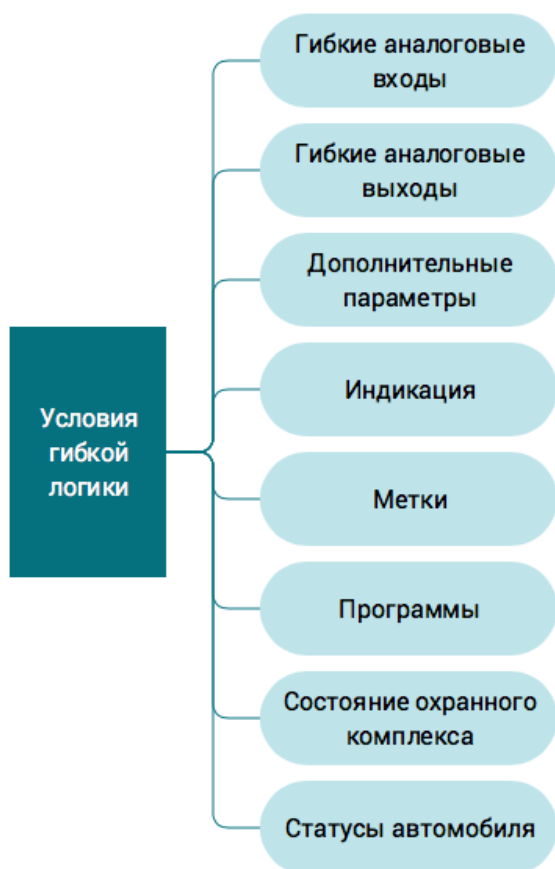 Гибкие аналоговые
входы
Гибкие аналоговые
выходы
Дополнительные
параметры
Индикация
Условия
гибкой
логики
Метки
Программы
Состояние охранного
комплекса
Статусы автомобиля